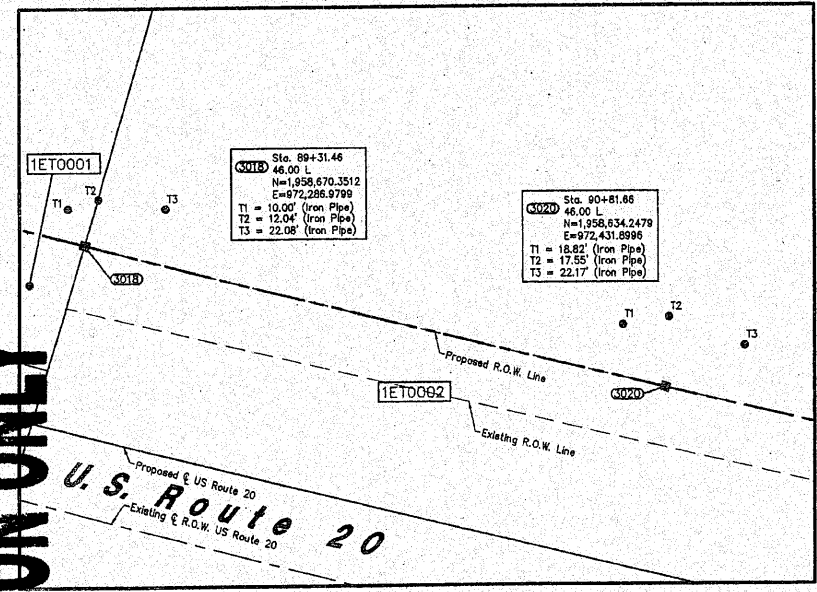 1ET0001
T1
T2
T3
3018
3018
Sta. 89+31.46
46.00 L
N=1,958,670.3512
E=972,286.9799
T1 = 10.00' (Iron Pipe)
T2 = 12.04' (Iron Pipe)
T3 = 22.08' (Iron Pipe)
3020
Sta. 90+81.66
46.00 L
N=1,958,634.2479
E=972,431.8996
T1 = 18.82' (Iron Pipe)
T2 = 17.55' (Iron Pipe)
T3 = 22.17' (Iron Pipe)
T1
T2
T3
3020
Proposed R.O.W. Line
1ET0002
Existing R.O.W. Line
Proposed ℄ US Route 20
U. S. Route 20
Existing ℄ R.O.W. US Route 20
ON ONLY